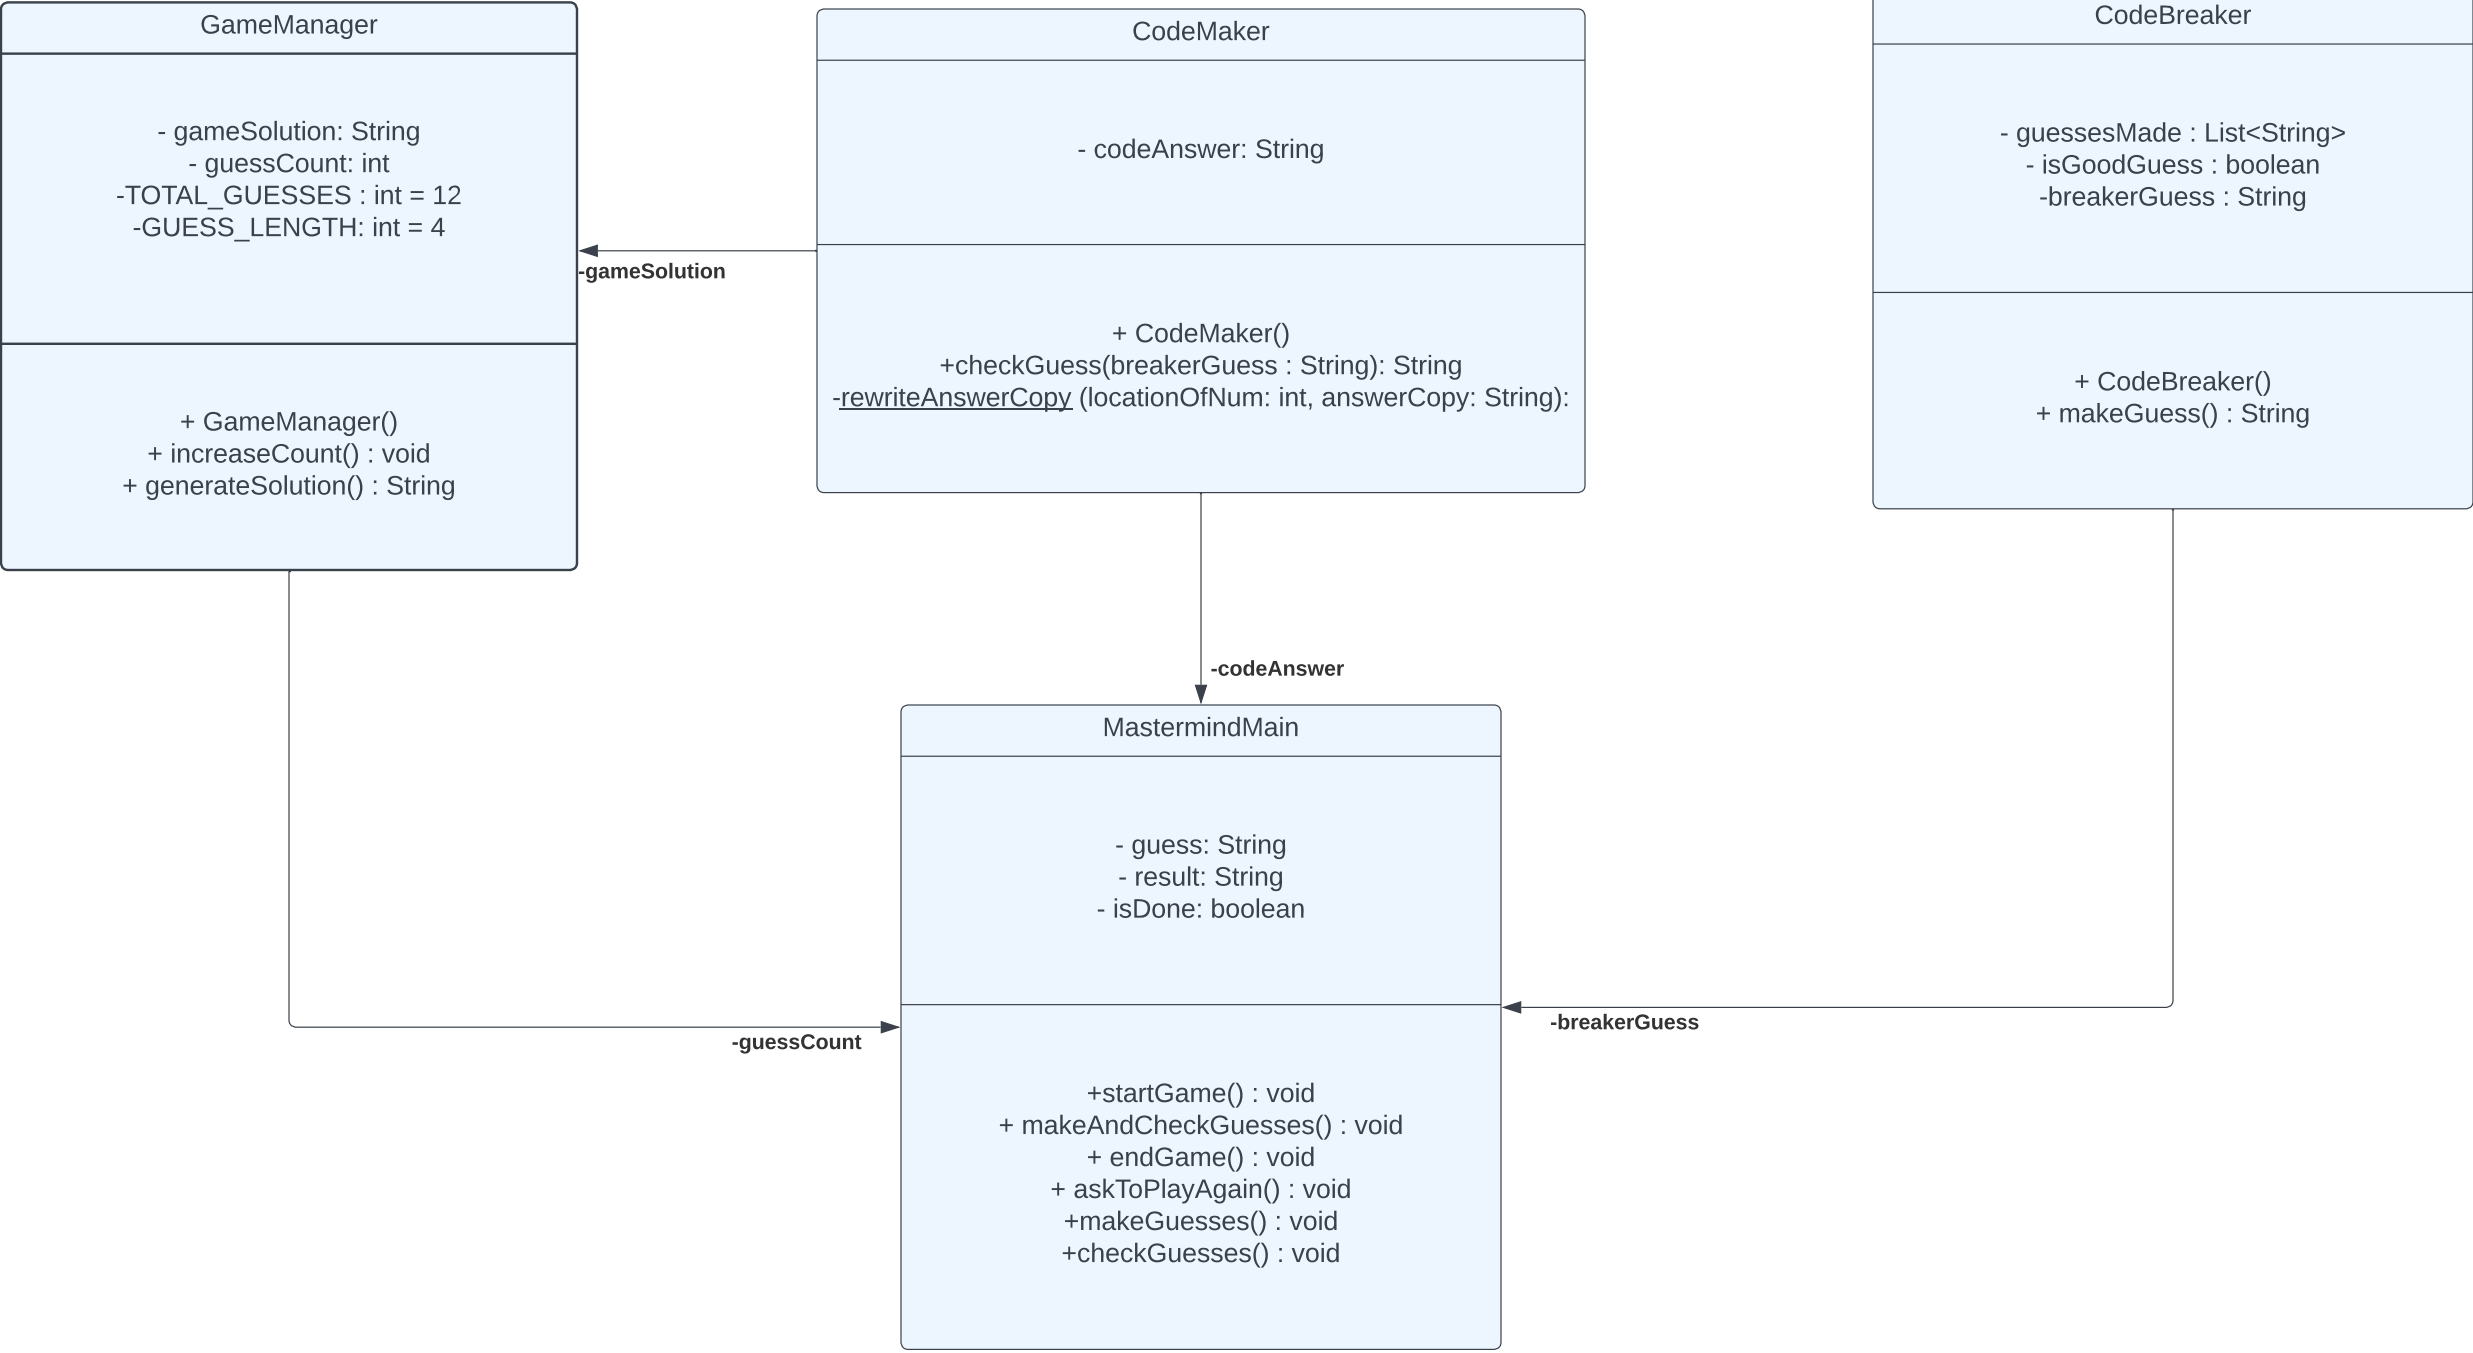 GameManager
- gameSolution: String
- guessCount: int
-TOTAL_GUESSES : int = 12
-GUESS_LENGTH: int = 4
+ GameManager()
+ increaseCount() : void
+ generateSolution() : String
-gameSolution
CodeMaker
- codeAnswer: String
+ CodeMaker()
+checkGuess(breakerGuess : String): String
-rewriteAnswerCopy (locationOfNum: int, answerCopy: String):
CodeBreaker
- guessesMade : List<String>
- isGoodGuess : boolean
-breakerGuess : String
+ CodeBreaker()
+ makeGuess() : String
-codeAnswer
MastermindMain
- guess: String
- result: String
- isDone: boolean
-guessCount
-breakerGuess
+startGame() : void
+ makeAndCheckGuesses() : void
+ endGame() : void
+ askToPlayAgain() : void
+makeGuesses() : void
+checkGuesses() : void